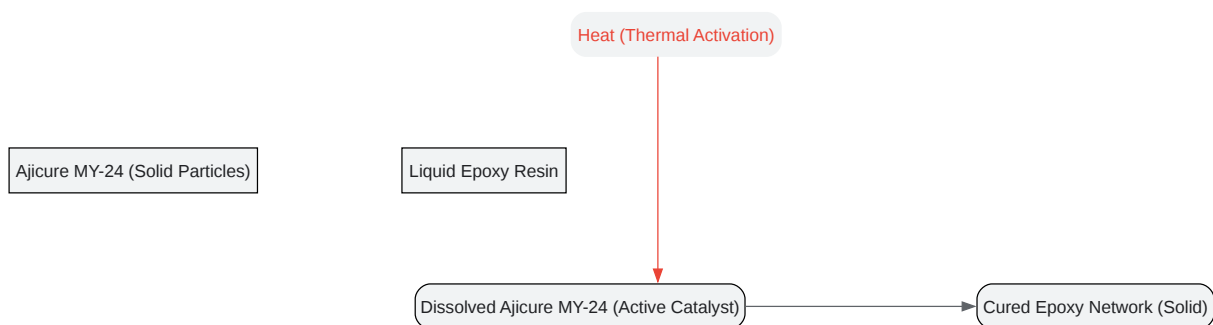 Heat (Thermal Activation)
Ajicure MY-24 (Solid Particles)
Liquid Epoxy Resin
Dissolved Ajicure MY-24 (Active Catalyst)
Cured Epoxy Network (Solid)